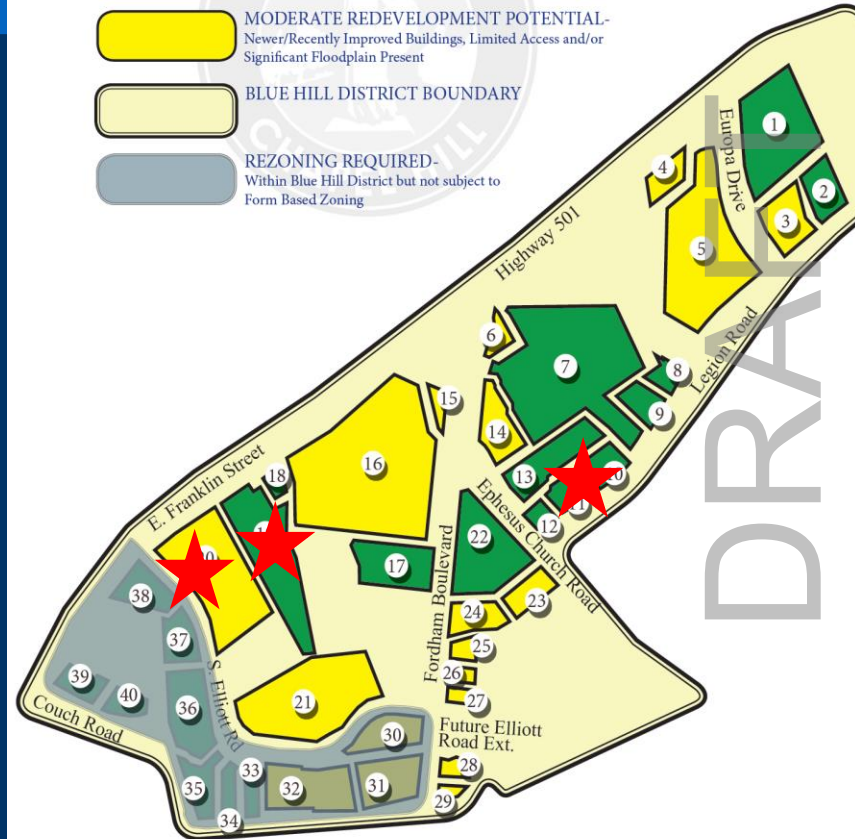 MODERATE REDEVELOPMENT POTENTIAL-
Newer/Recently Improved Buildings, Limited Access and/or
Significant Floodplain Present
BLUE HILL DISTRICT BOUNDARY
REZONING REQUIRED-
Within Blue Hill District but not subject to
Form Based Zoning
DRAFT
Highway 501
Europa Drive
Legion Road
E. Franklin Street
Ephesus Church Road
Fordham Boulevard
S. Elliott Rd
Couch Road
Future Elliott
Road Ext.
1
2
3
4
5
6
7
8
9
12
13
14
15
16
17
18
21
22
23
24
25
26
27
28
29
30
31
32
33
34
35
36
37
38
39
40